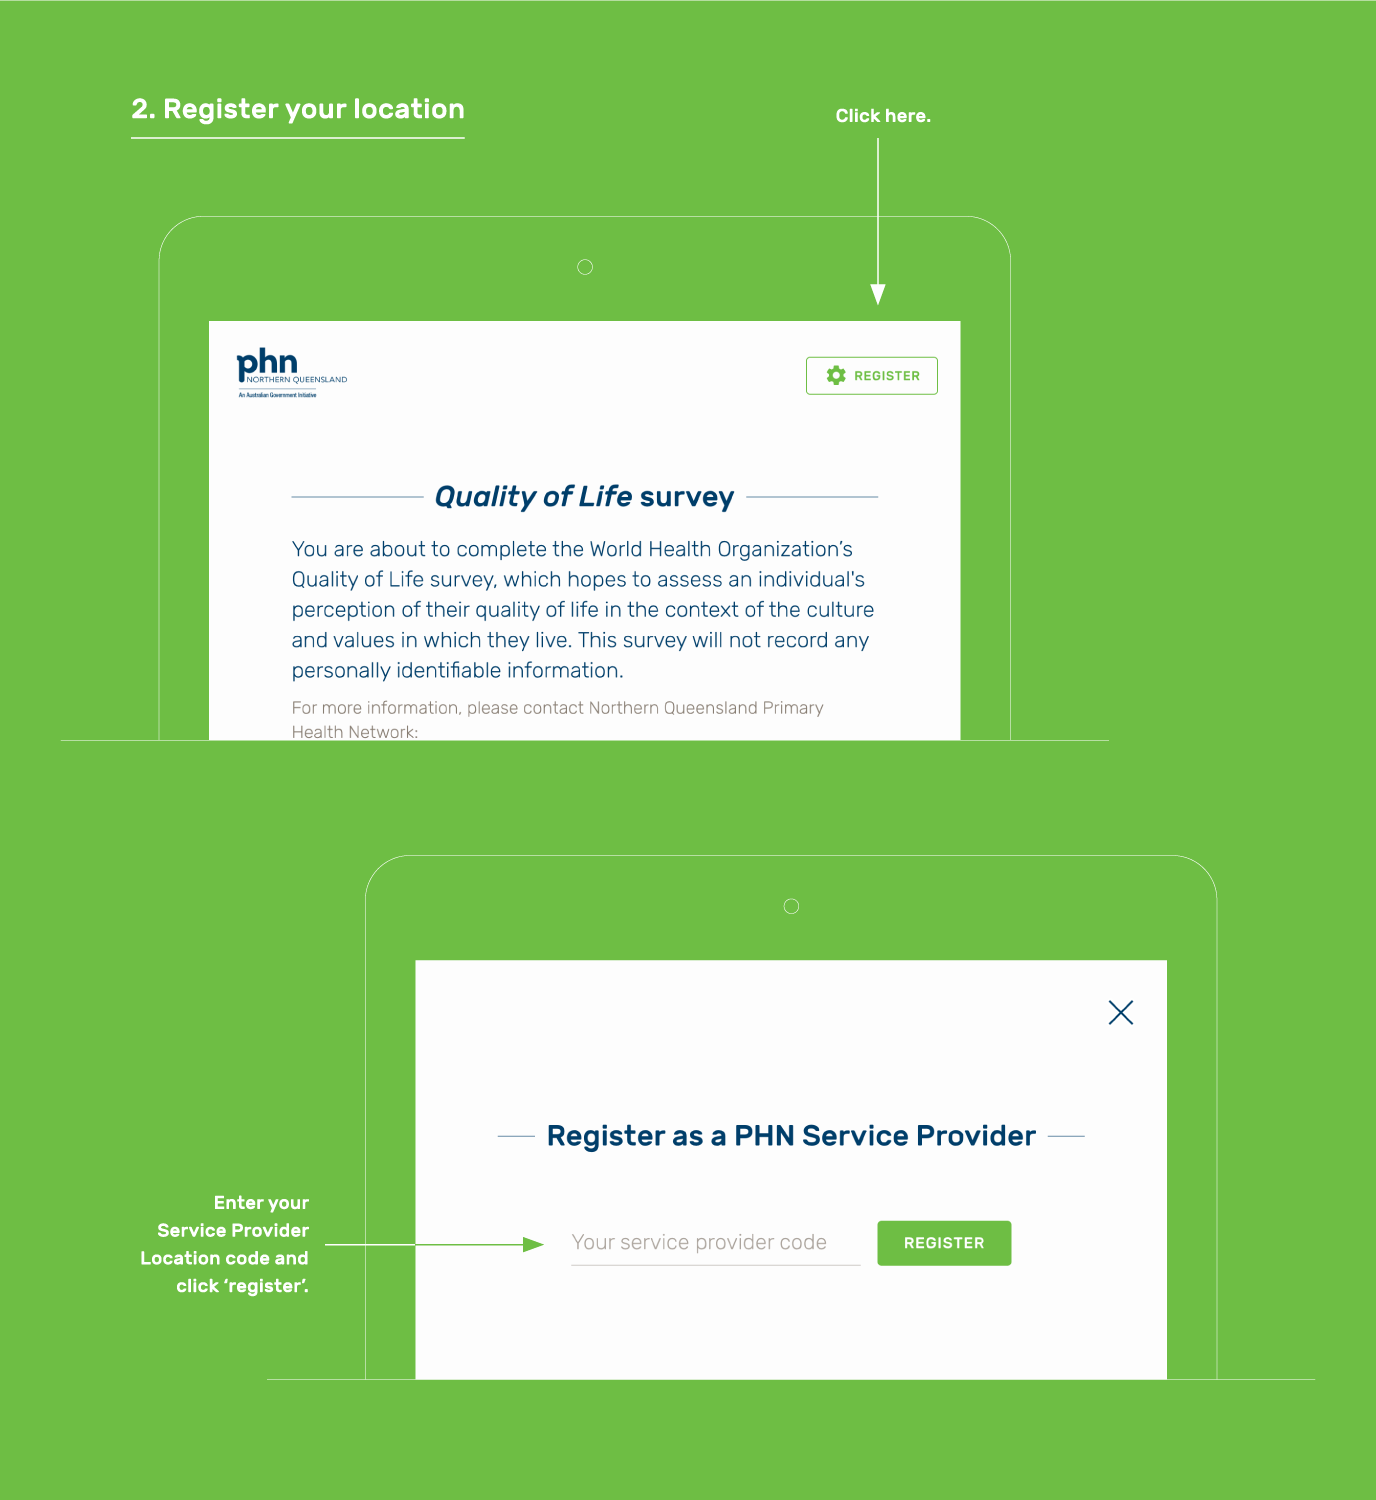 2. Register your location
Click here.
phn
NORTHERN QUEENSLAND
An Australian Government Initiative
REGISTER
Quality of Life survey
You are about to complete the World Health Organization’s
Quality of Life survey, which hopes to assess an individual's
perception of their quality of life in the context of the culture
and values in which they live. This survey will not record any
personally identifiable information.
For more information, please contact Northern Queensland Primary
Health Network:
Register as a PHN Service Provider
Enter your
Service Provider
Location code and
click ‘register’.
Your service provider code
REGISTER